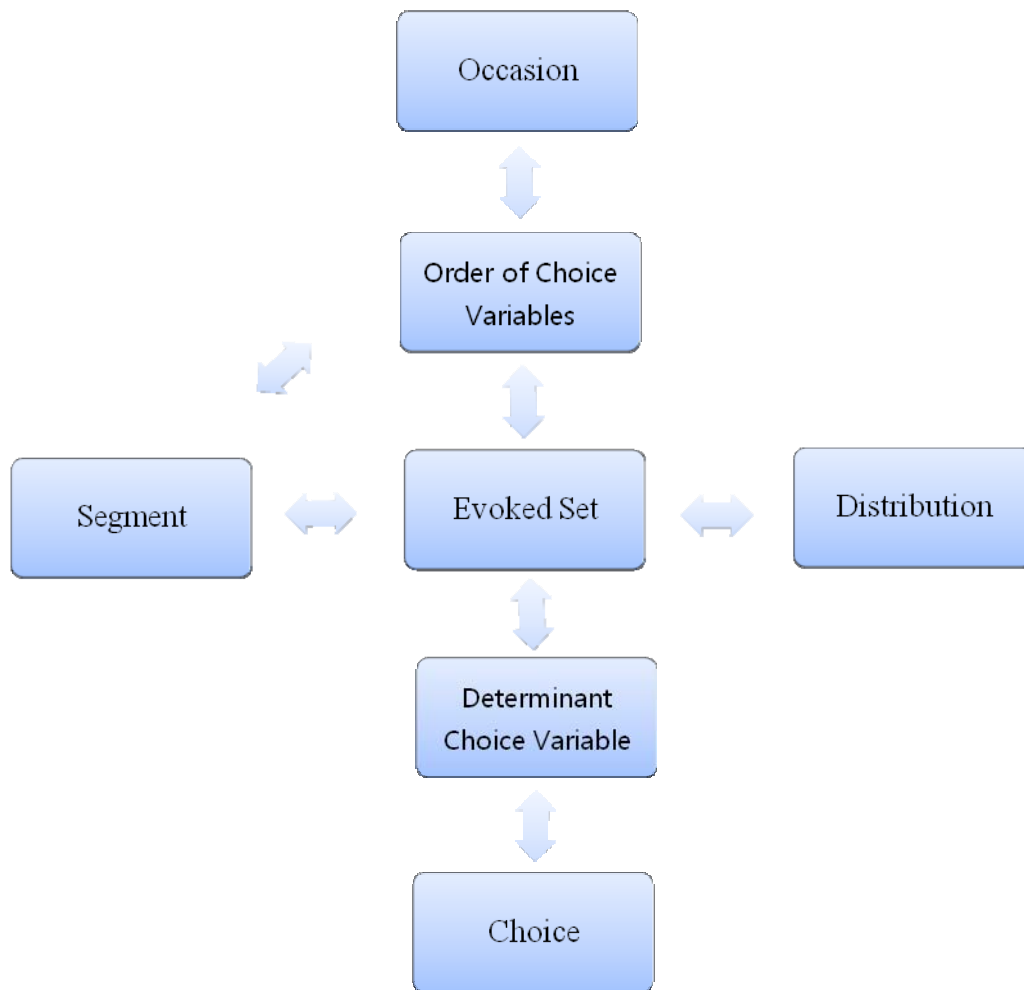 Occasion
Order of Choice
Variables
Segment
Evoked Set
Distribution
Determinant
Choice Variable
Choice